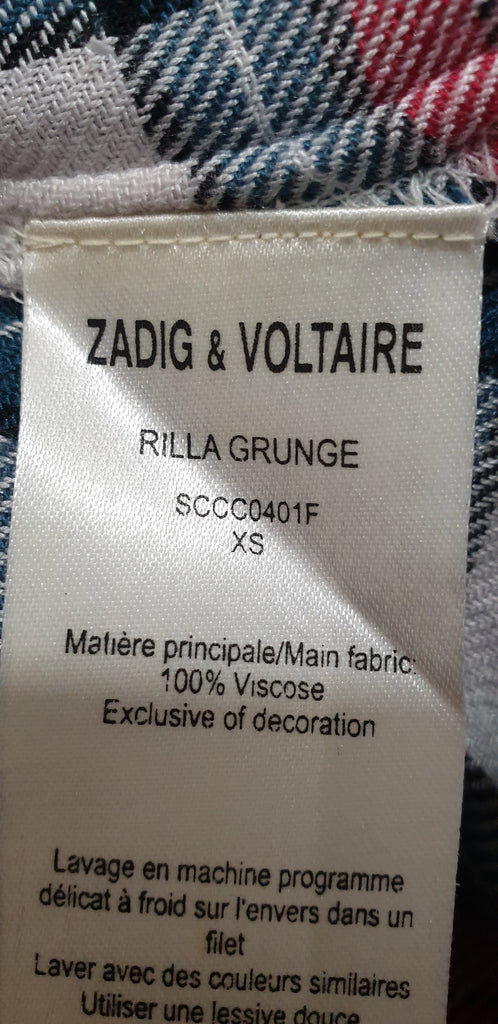 ZADIG & VOLTAIRE
RILLA GRUNGE
SCCC0401F
XS
Matière principale/Main fabric:
100% Viscose
Exclusive of decoration
Lavage en machine programme
délicat à froid sur l'envers dans un
filet
Laver avec des couleurs similaires
Utiliser une lessive douce